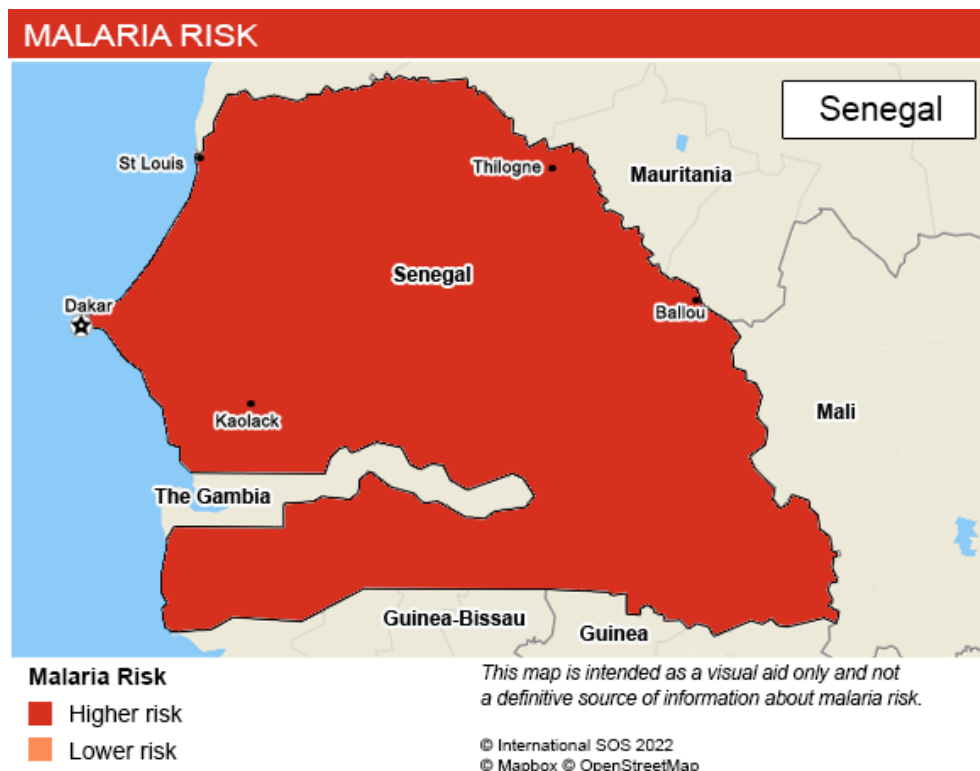 MALARIA RISK
Senegal
St Louis
Thilogne
Mauritania
Senegal
Dakar
Ballou
Kaolack
Mali
The Gambia
Guinea-Bissau
Guinea
Malaria Risk
Higher risk
Lower risk
This map is intended as a visual aid only and not
a definitive source of information about malaria risk.
© International SOS 2022
© Mapbox © OpenStreetMap